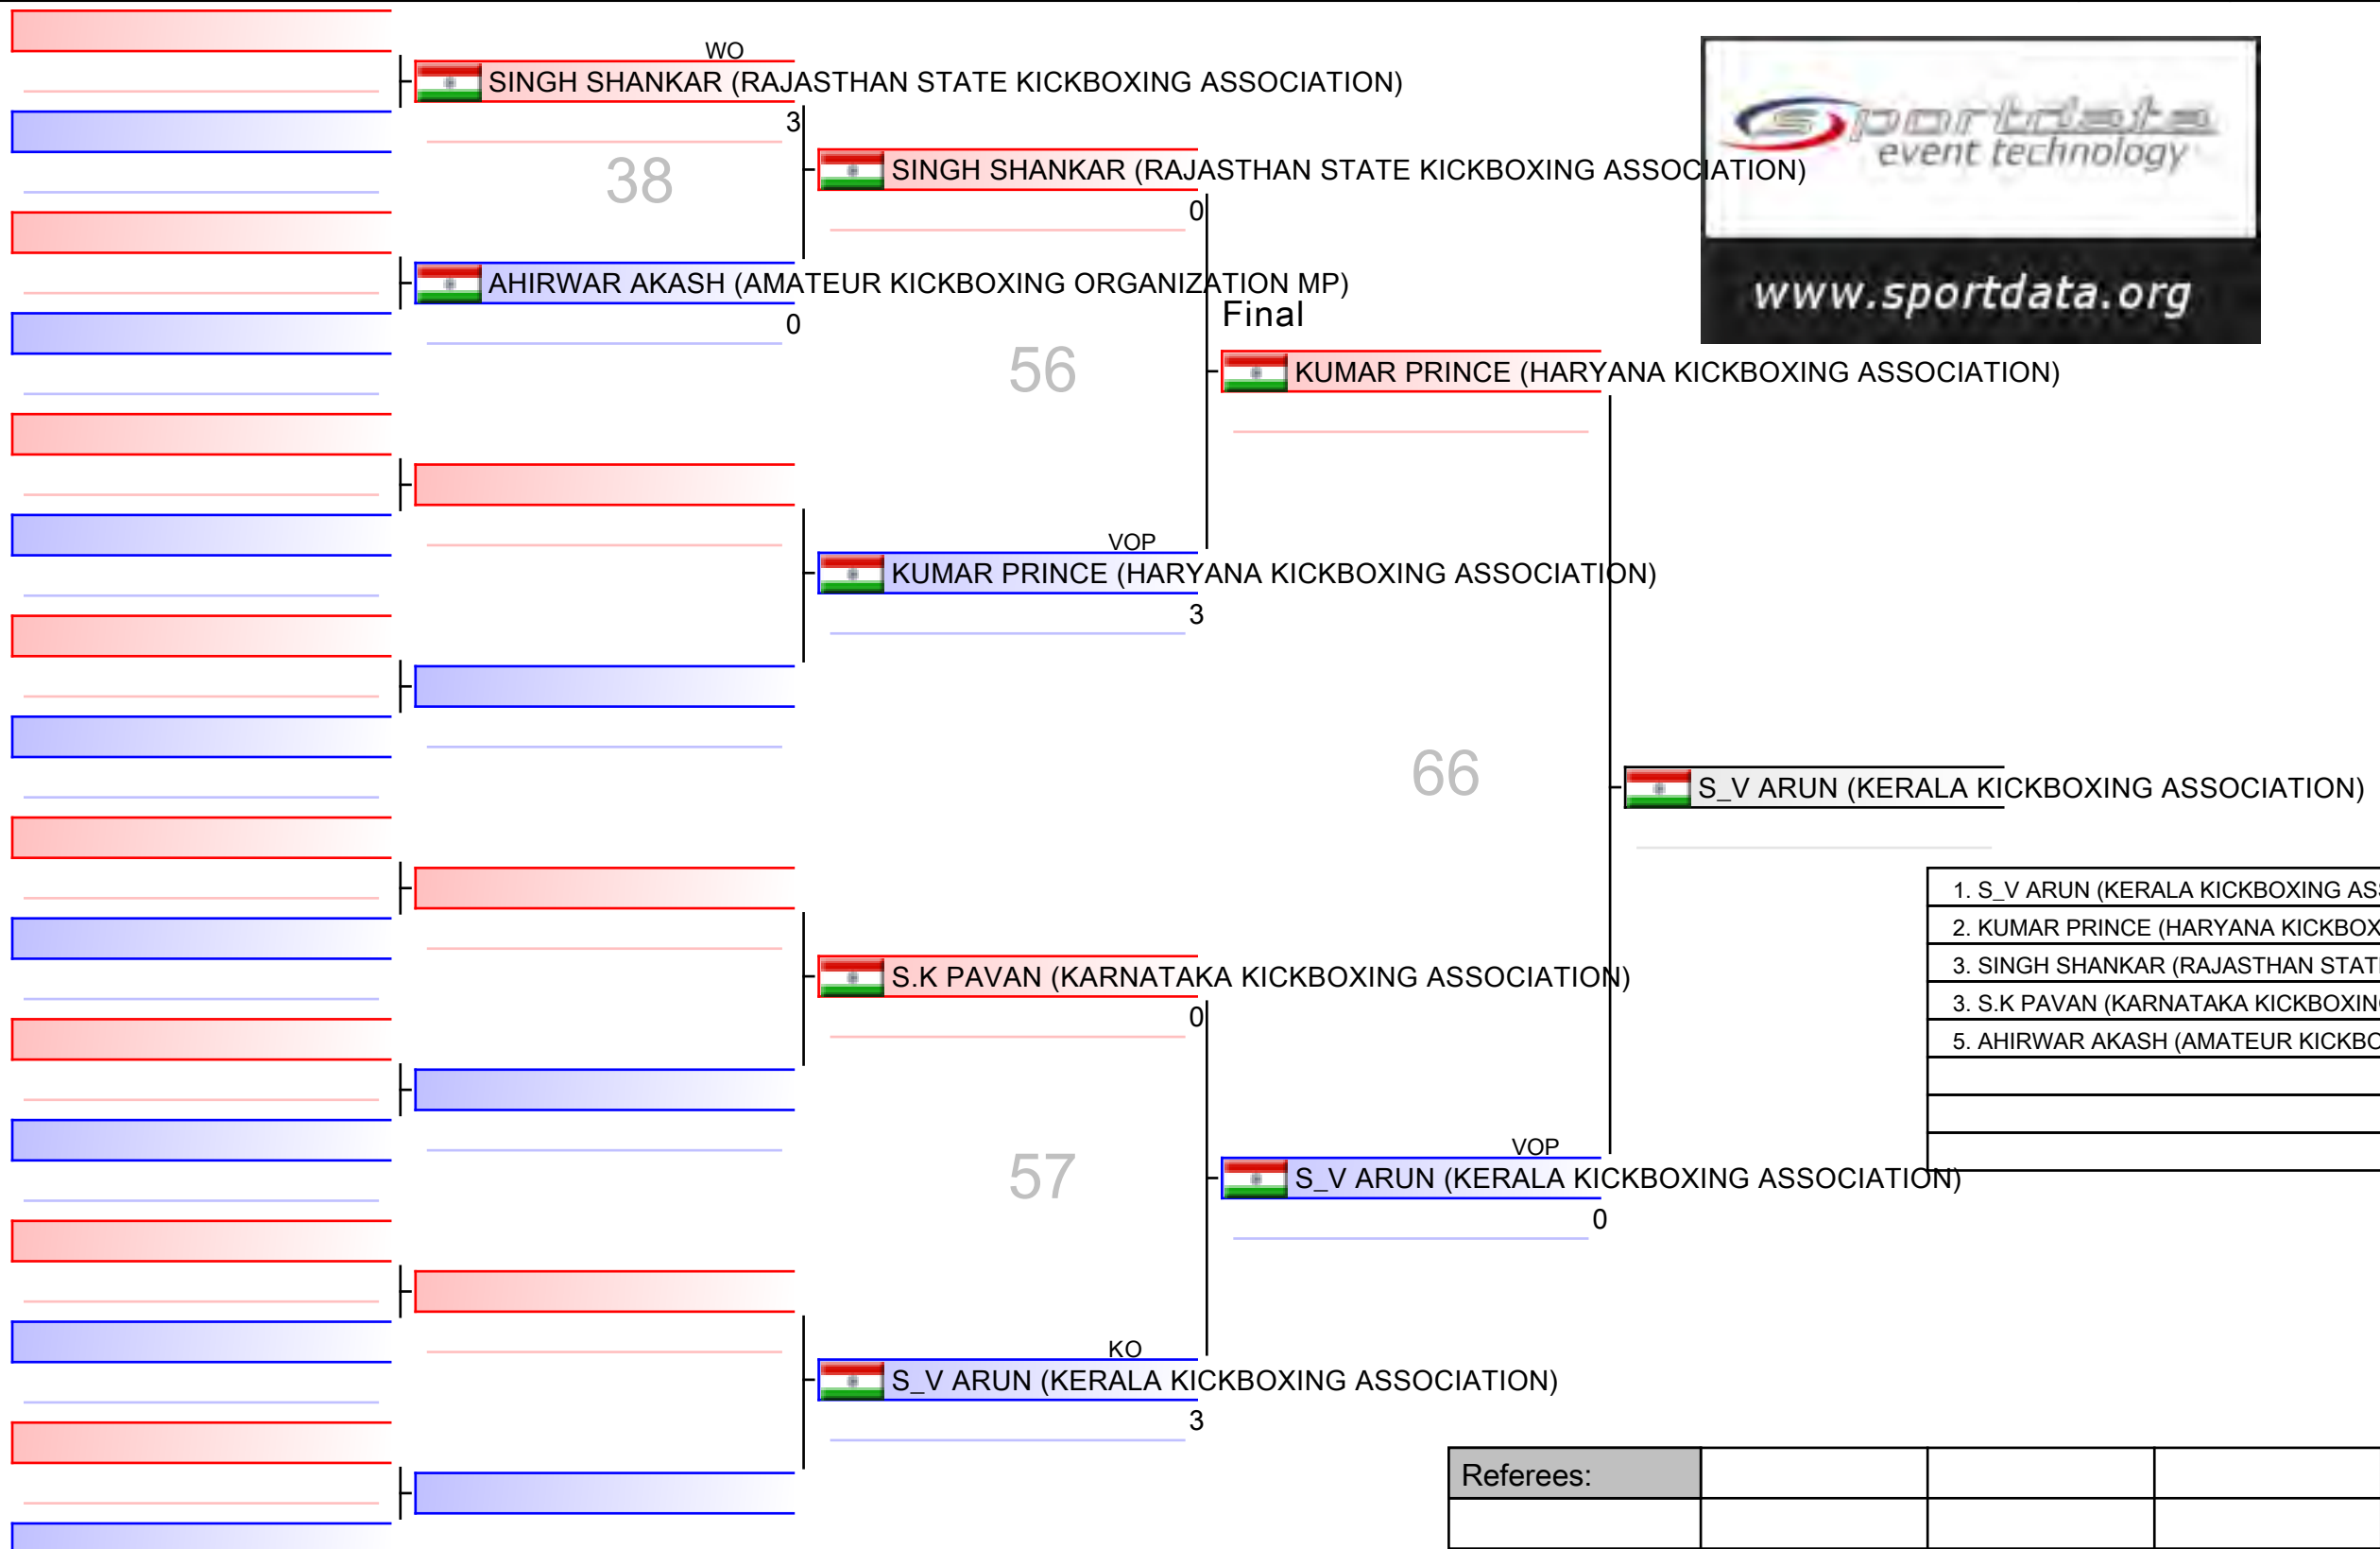 WO
SINGH SHANKAR (RAJASTHAN STATE KICKBOXING ASSOCIATION)
3
38
AHIRWAR AKASH (AMATEUR KICKBOXING ORGANIZATION MP)
0
SINGH SHANKAR (RAJASTHAN STATE KICKBOXING ASSOCIATION)
0
56
VOP
KUMAR PRINCE (HARYANA KICKBOXING ASSOCIATION)
3
S.K PAVAN (KARNATAKA KICKBOXING ASSOCIATION)
0
57
KO
S_V ARUN (KERALA KICKBOXING ASSOCIATION)
3
Final
KUMAR PRINCE (HARYANA KICKBOXING ASSOCIATION)
66
VOP
S_V ARUN (KERALA KICKBOXING ASSOCIATION)
0
S_V ARUN (KERALA KICKBOXING ASSOCIATION)
sportdata
event technology
www.sportdata.org
1. S_V ARUN (KERALA KICKBOXING AS
2. KUMAR PRINCE (HARYANA KICKBOX
3. SINGH SHANKAR (RAJASTHAN STAT
3. S.K PAVAN (KARNATAKA KICKBOXIN
5. AHIRWAR AKASH (AMATEUR KICKBO
Referees: